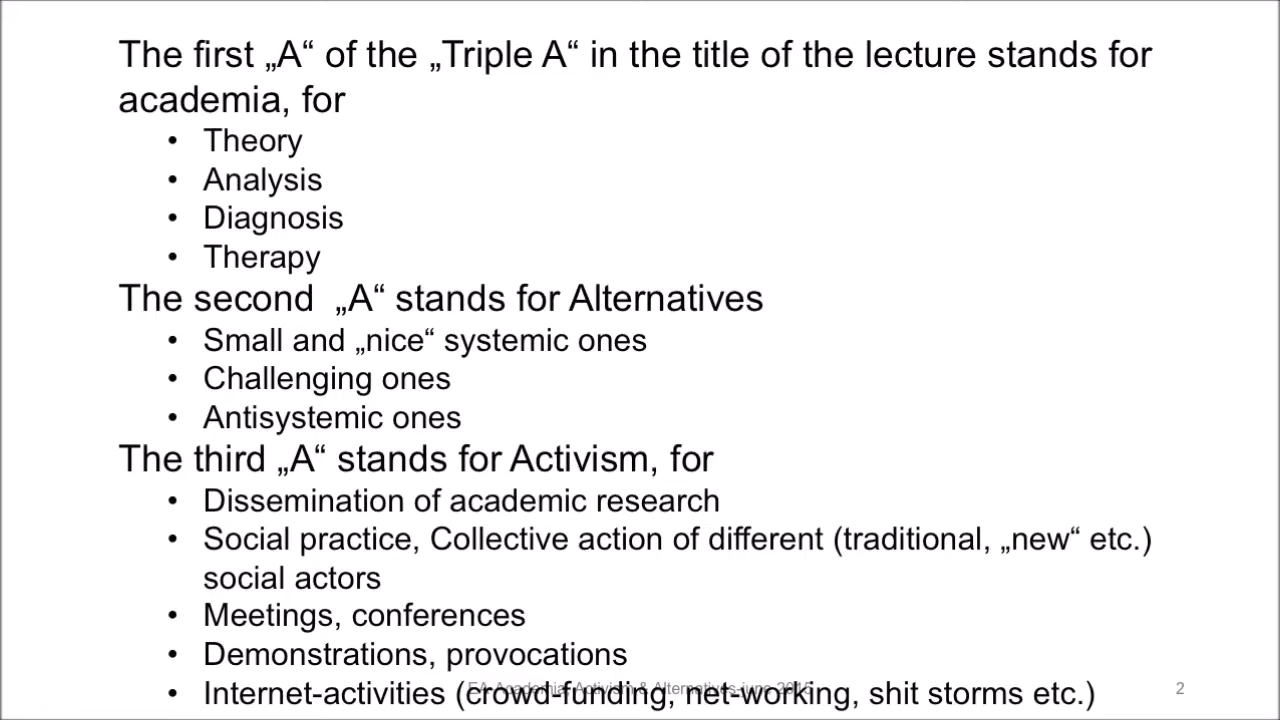 The first „A“ of the „Triple A“ in the title of the lecture stands for
academia, for
• Theory
• Analysis
• Diagnosis
• Therapy
The second „A“ stands for Alternatives
• Small and „nice“ systemic ones
• Challenging ones
• Antisystemic ones
The third „A“ stands for Activism, for
• Dissemination of academic research
• Social practice, Collective action of different (traditional, „new“ etc.)
social actors
• Meetings, conferences
• Demonstrations, provocations
• Internet-activities (crowd-funding, net-working, shit storms etc.)
Activism & Alternatives-june
2